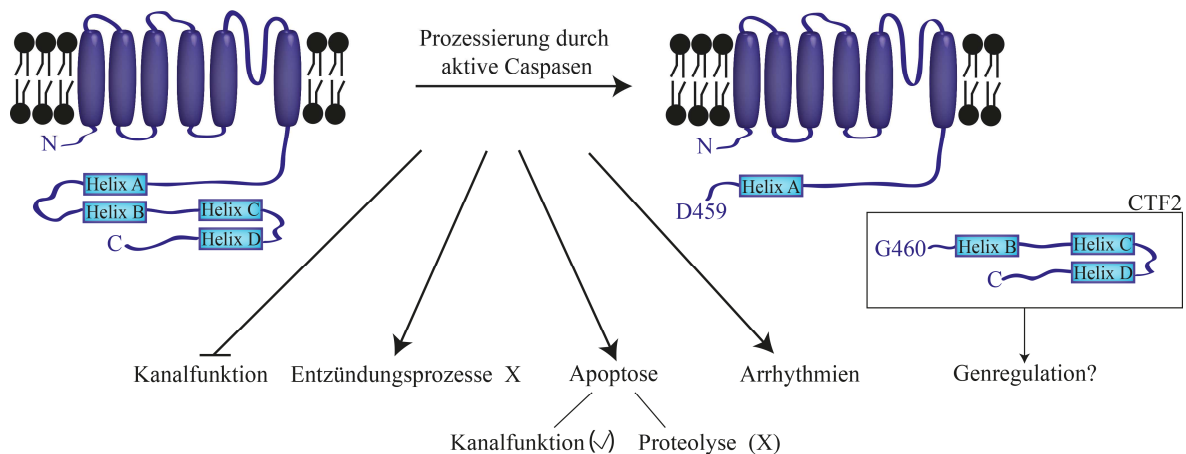 Prozessierung durch
aktive Caspasen
N
N
Helix A
Helix A
D459
Helix B
Helix C
CTF2
C
Helix D
G460
Helix B
Helix C
C
Helix D
Kanalfunktion
Entzündungsprozesse X
Apoptose
Arrhythmien
Genregulation?
Kanalfunktion (✓)
Proteolyse (X)